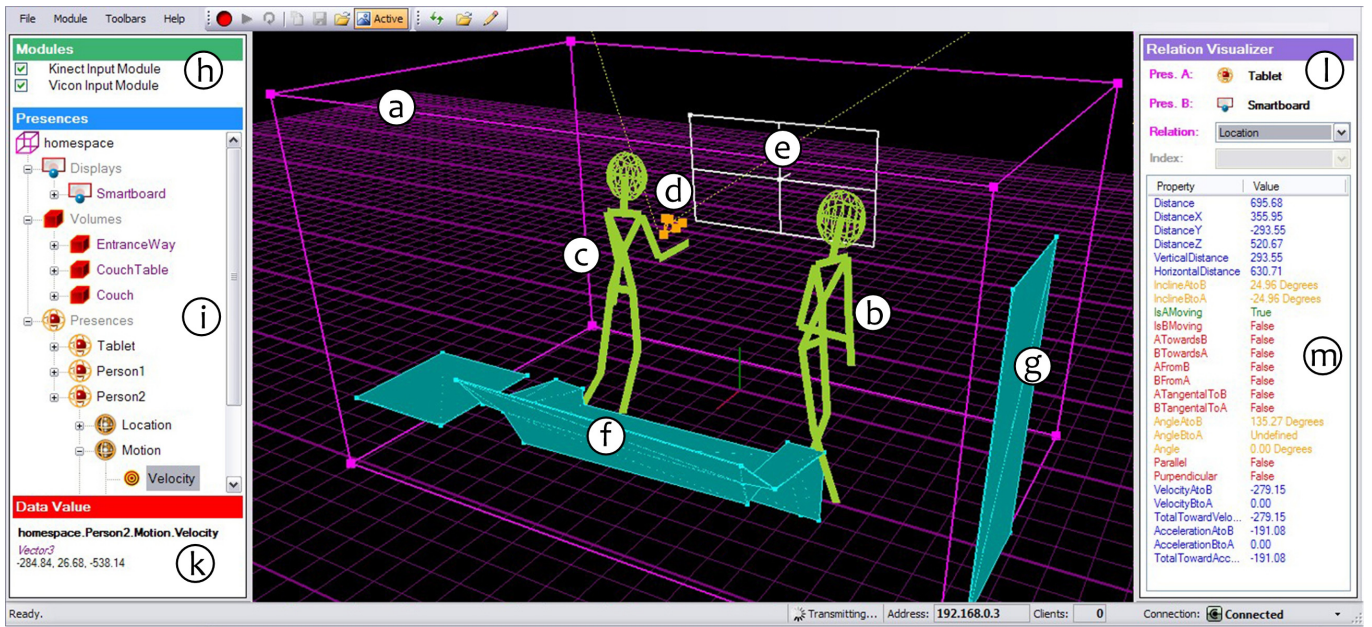 File Module Toolbars Help Active
Modules
h
Kinect Input Module
Vicon Input Module
Presences
homespace
Displays
Smartboard
Volumes
EntranceWay
CouchTable
Couch
i
Presences
Tablet
Person1
Person2
Location
Motion
Velocity
Data Value
homespace.Person2.Motion.Velocity
Vector3
-284.84, 26.68, -538.14
k
a
e
d
c
b
g
f
Relation Visualizer
l
Pres. A: Tablet
Pres. B: Smartboard
Relation: Location
Index:
Property Value
Distance 695.68
DistanceX 355.95
DistanceY -293.55
DistanceZ 520.67
VerticalDistance 293.55
HorizontalDistance 630.71
InclineAtoB 24.96 Degrees
InclineBtoA -24.96 Degrees
IsAMoving True
IsBMoving False
ATowardsB False
BTowardsA False
m
AFromB False
BFromA False
ATangentalToB False
BTangentalToA False
AngleAtoB 135.27 Degrees
AngleBtoA Undefined
Angle 0.00 Degrees
Parallel False
Purpendicular False
VelocityAtoB -279.15
VelocityBtoA 0.00
TotalTowardVelo... -279.15
AccelerationAtoB -191.08
AccelerationBtoA 0.00
TotalTowardAcc... -191.08
Ready. Transmitting... Address: 192.168.0.3 Clients: 0 Connection: Connected